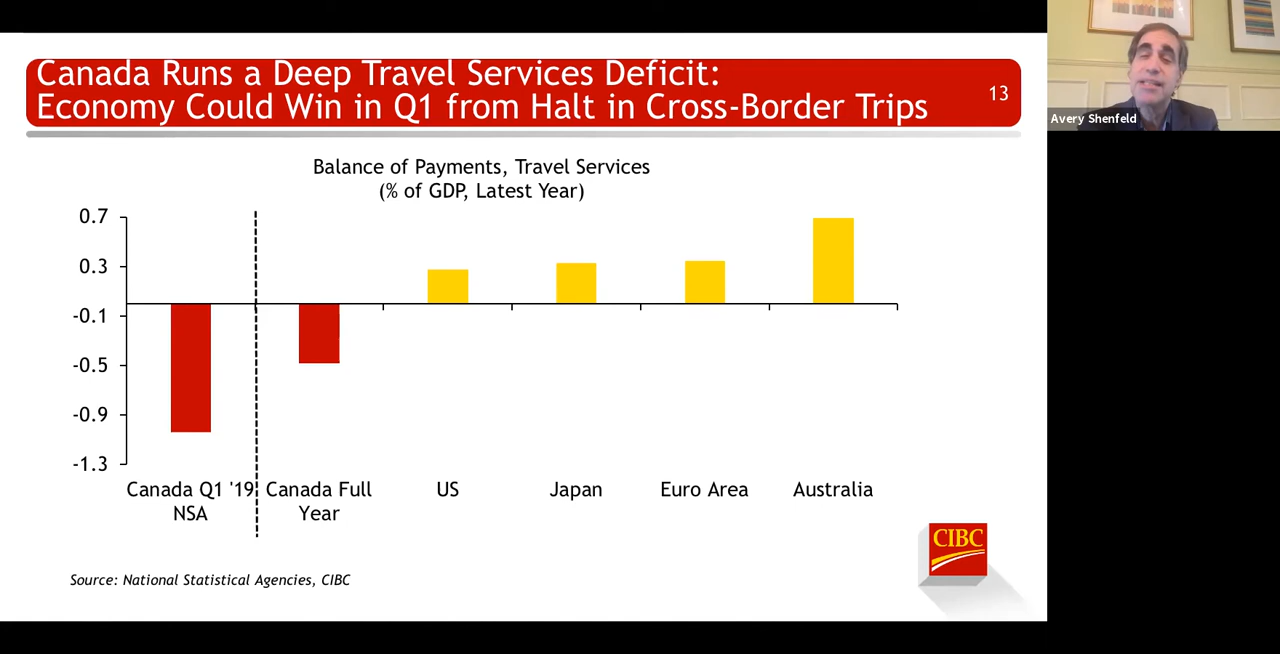 Canada Runs a Deep Travel Services Deficit:
Economy Could Win in Q1 from Halt in Cross-Border Trips
13
Avery Shenfeld
Balance of Payments, Travel Services
(% of GDP, Latest Year)
0.7
0.3
-0.1
-0.5
-0.9
-1.3
Canada Q1 '19 Canada Full US Japan Euro Area Australia
NSA Year
CIBC
Source: National Statistical Agencies, CIBC